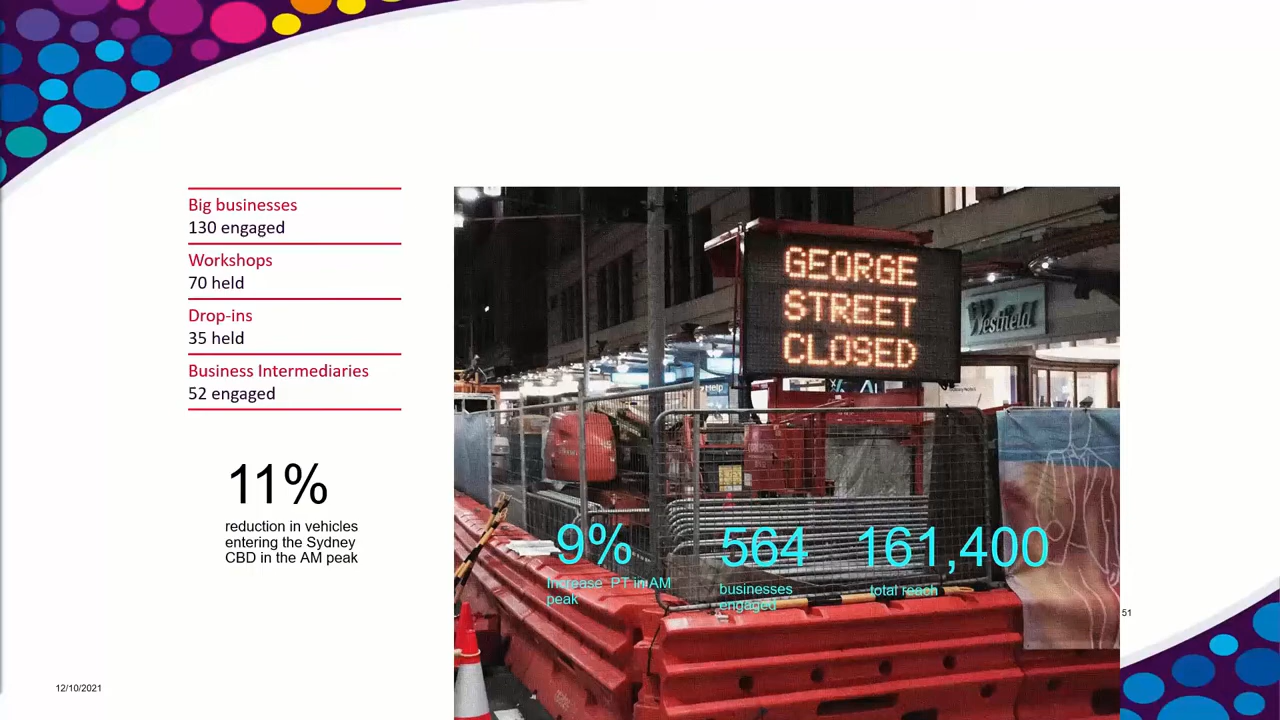 Big businesses
130 engaged
Workshops
70 held
Drop-ins
35 held
Business Intermediaries
52 engaged
11%
reduction in vehicles
entering the Sydney
CBD in the AM peak
GEORGE
STREET
CLOSED
Westfield
Help
9%
Increase PT in AM
peak
564
businesses
engaged
161,400
total reach
51
12/10/2021